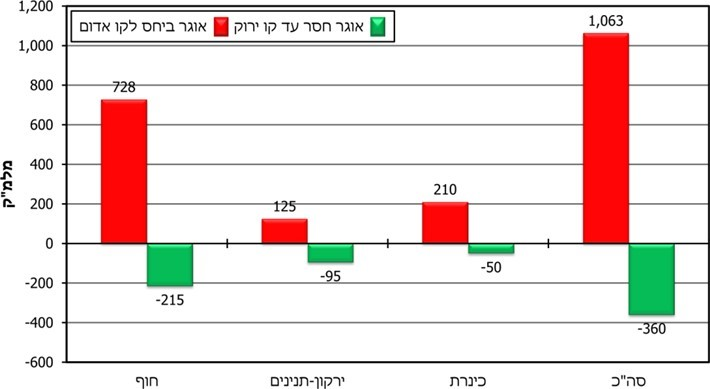 אוגר ביחס לקו אדום
אוגר חסר עד קו ירוק
מלמ"ק
1,200
1,000
800
600
400
200
0
-200
-400
-600
728
-215
125
-95
210
-50
1,063
-360
חוף
ירקון-תנינים
כינרת
סה"כ